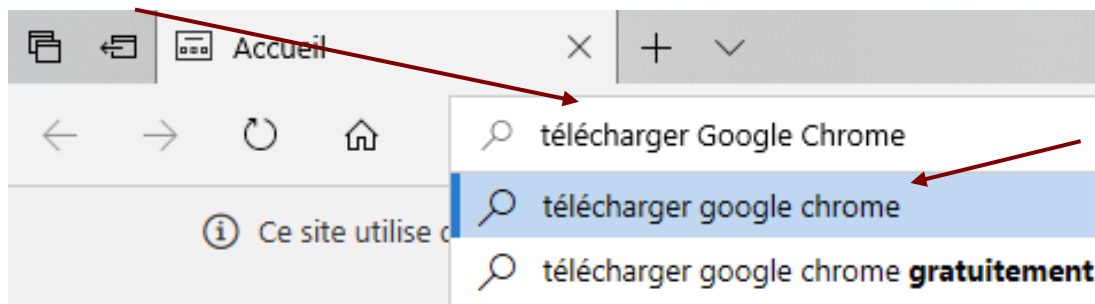 Accueil
télécharger Google Chrome
télécharger google chrome
Ce site utilise
télécharger google chrome gratuitement